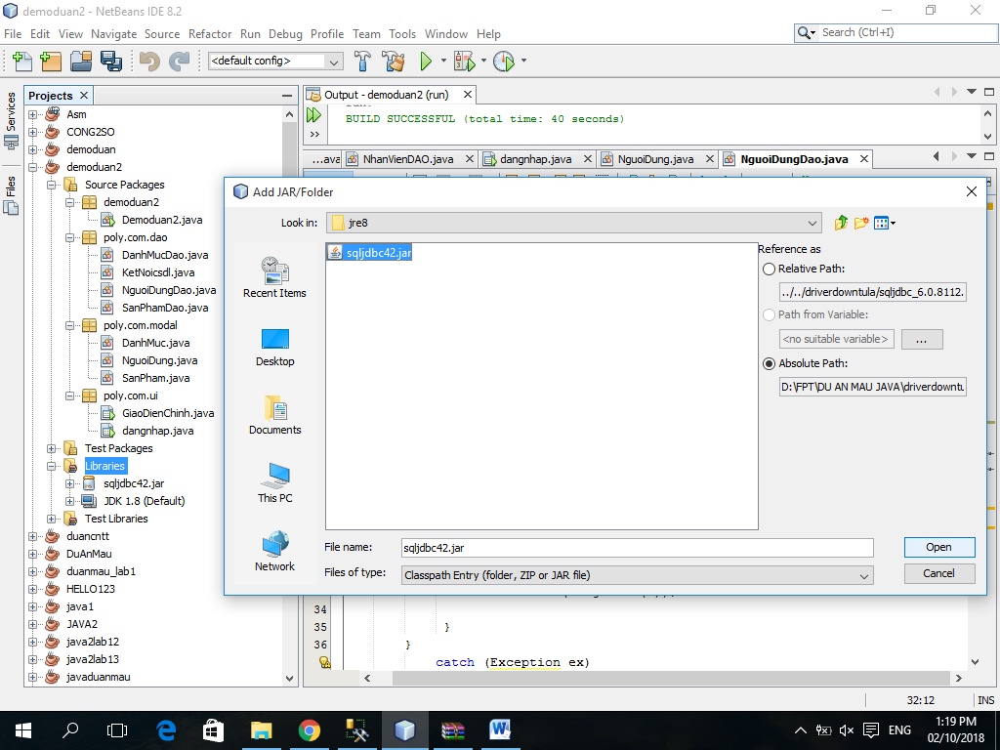 demoduan2 - NetBeans IDE 8.2
File Edit View Navigate Source Refactor Run Debug Profile Team Tools Window Help
Search (Ctrl+I)
<default config>
Services
Files
Projects
Asm
CONG2SO
demoduan
demoduan2
Source Packages
demoduan2
Demoduan2.java
poly.com.dao
DanhMucDao.java
KetNoicsdl.java
NguoiDungDao.java
SanPhamDao.java
poly.com.modal
DanhMuc.java
NguoiDung.java
SanPham.java
poly.com.ui
GiaoDienChinh.java
dangnhap.java
Test Packages
Libraries
sqljdbc42.jar
JDK 1.8 (Default)
Test Libraries
duancntt
DuAnMau
duanmau_lab1
HELLO123
java1
JAVA2
java2lab12
java2lab13
javaduanmau
Output - demoduan2 (run)
BUILD SUCCESSFUL (total time: 40 seconds)
...ava NhanVienDAO.java dangnhap.java NguoiDung.java NguoiDungDao.java
Add JAR/Folder
Look in: jre8
Recent Items
Desktop
Documents
This PC
Network
sqljdbc42.jar
Reference as
Relative Path:
../../driverdowntula/sqljdbc_6.0.8112.
Path from Variable:
<no suitable variable> ...
Absolute Path:
D:\FPT\DU AN MAU JAVA\driverdowntu
File name: sqljdbc42.jar
Open
Files of type: Classpath Entry (folder, ZIP or JAR file)
Cancel
34
35 }
36 }
catch (Exception ex)
32:12 INS
ENG
1:19 PM
02/10/2018